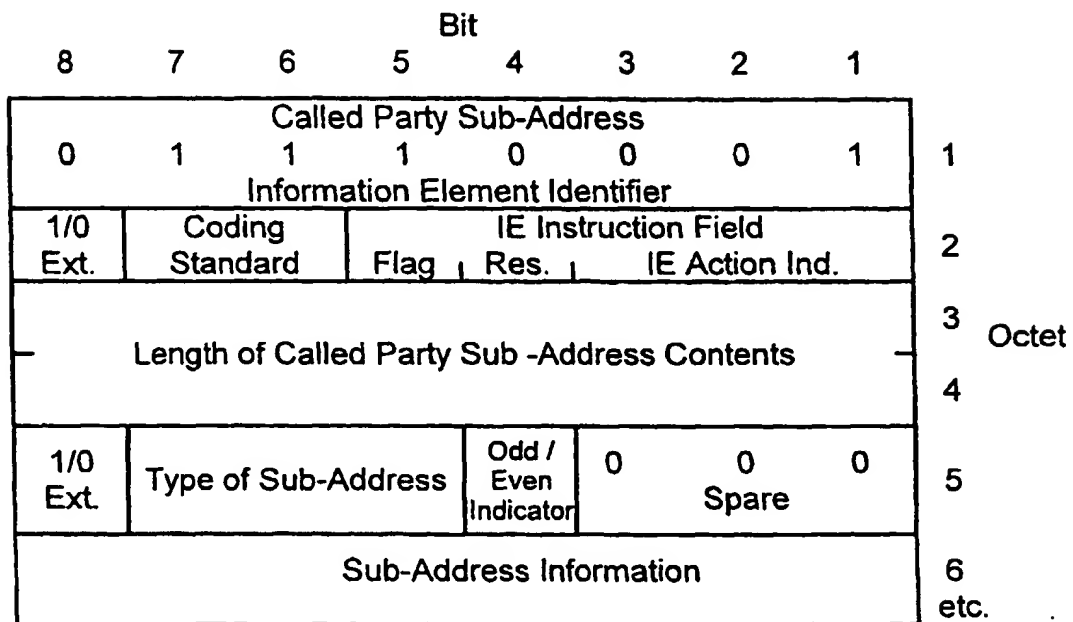 Bit
8 7 6 5 4 3 2 1
Called Party Sub-Address
0 1 1 1 0 0 0 1 1
Information Element Identifier
1/0 Coding IE Instruction Field
Ext. Standard Flag Res. IE Action Ind. 2
3
Octet
Length of Called Party Sub -Address Contents
4
1/0 Type of Sub-Address Odd / 0 0 0
Ext. Even Spare 5
Indicator
Sub-Address Information 6
etc.